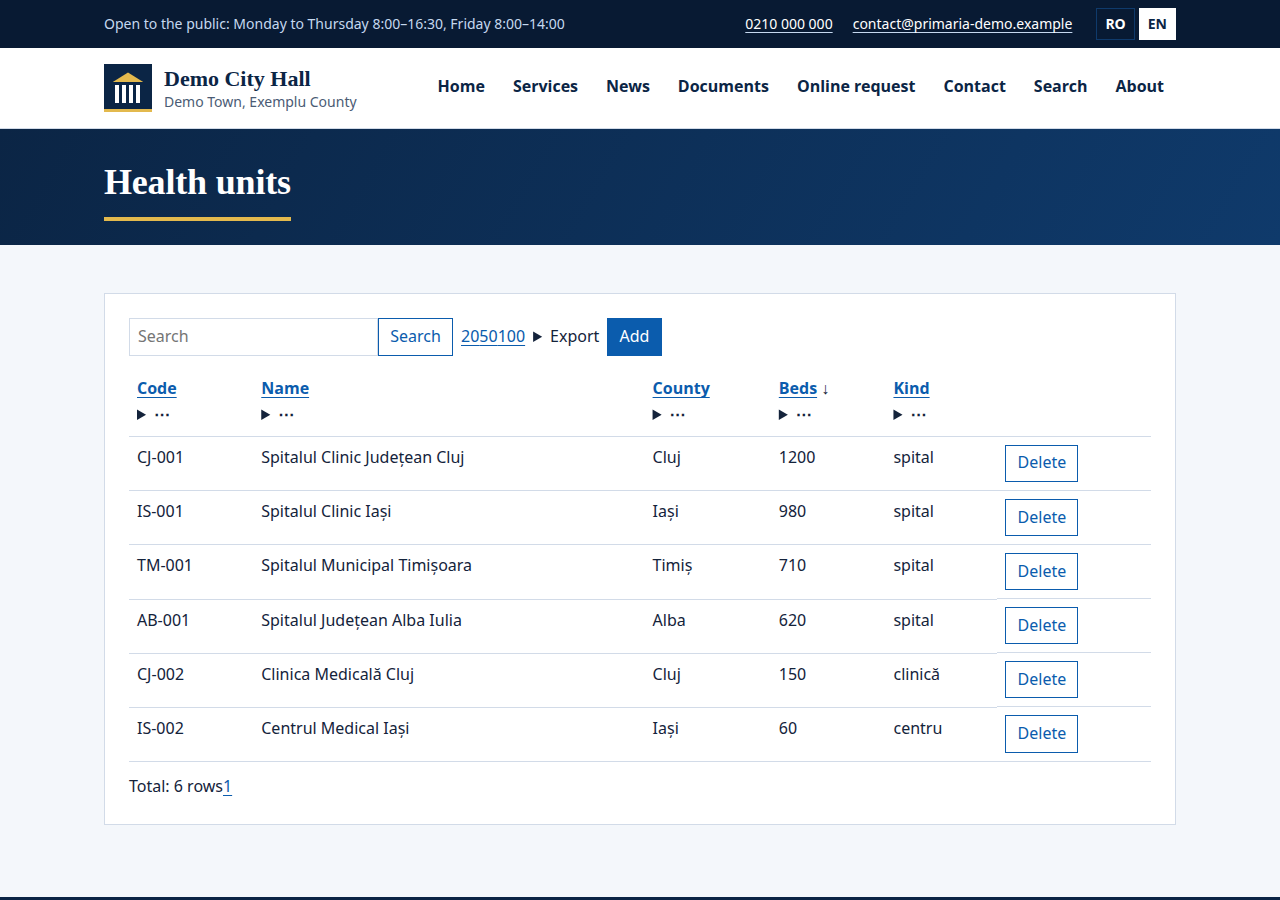 Open to the public: Monday to Thursday 8:00–16:30, Friday 8:00–14:00 0210 000 000 contact@primaria-demo.example RO EN
Demo City Hall
Demo Town, Exemplu County
Home Services News Documents Online request Contact Search About
Health units
Search Search 2050100 ▶ Export Add
Code Name County Beds ↓ Kind
▶ ... ▶ ... ▶ ... ▶ ... ▶ ...
CJ-001 Spitalul Clinic Județean Cluj Cluj 1200 spital Delete
IS-001 Spitalul Clinic Iași Iași 980 spital Delete
TM-001 Spitalul Municipal Timișoara Timiș 710 spital Delete
AB-001 Spitalul Județean Alba Iulia Alba 620 spital Delete
CJ-002 Clinica Medicală Cluj Cluj 150 clinică Delete
IS-002 Centrul Medical Iași Iași 60 centru Delete
Total: 6 rows1